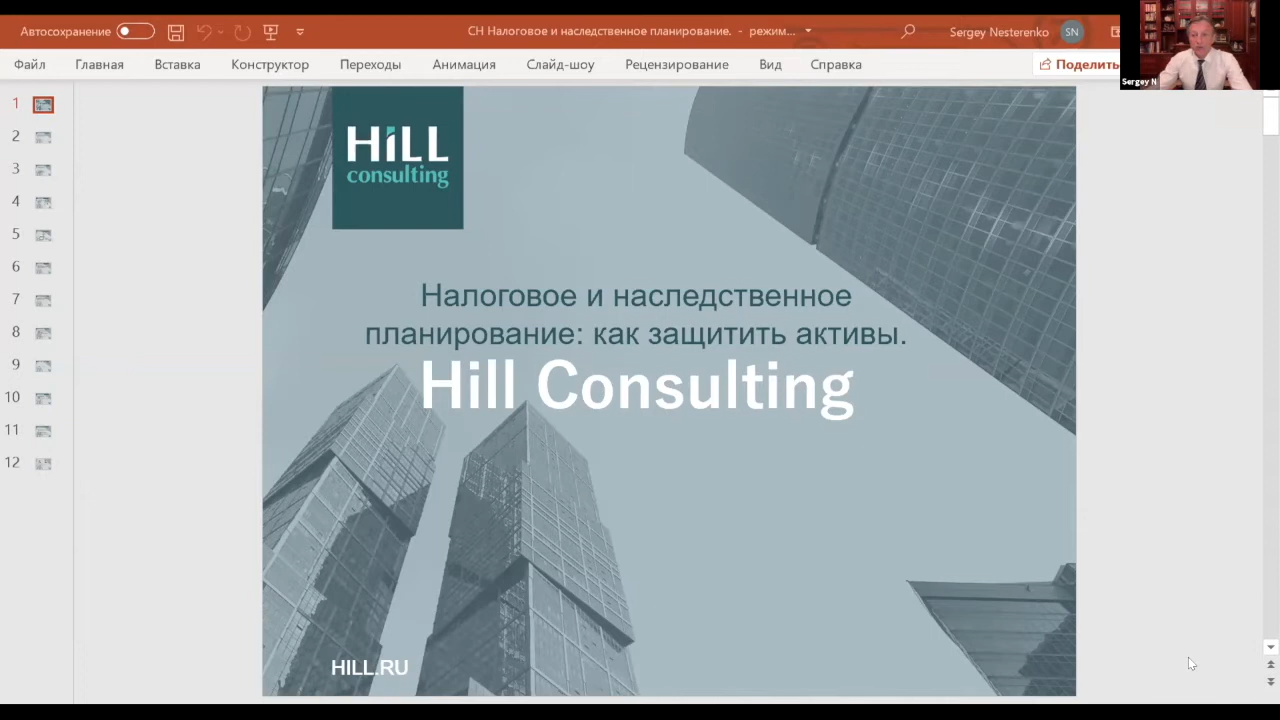 Автосохранение
СН Налоговое и наследственное планирование. - режим...
Sergey Nesterenko
SN
Файл
Главная
Вставка
Конструктор
Переходы
Анимация
Слайд-шоу
Рецензирование
Вид
Справка
Поделить
Sergey N
1
2
3
4
5
6
7
8
9
10
11
12
HiLL
consulting
Налоговое и наследственное
планирование: как защитить активы.
Hill Consulting
HILL.RU